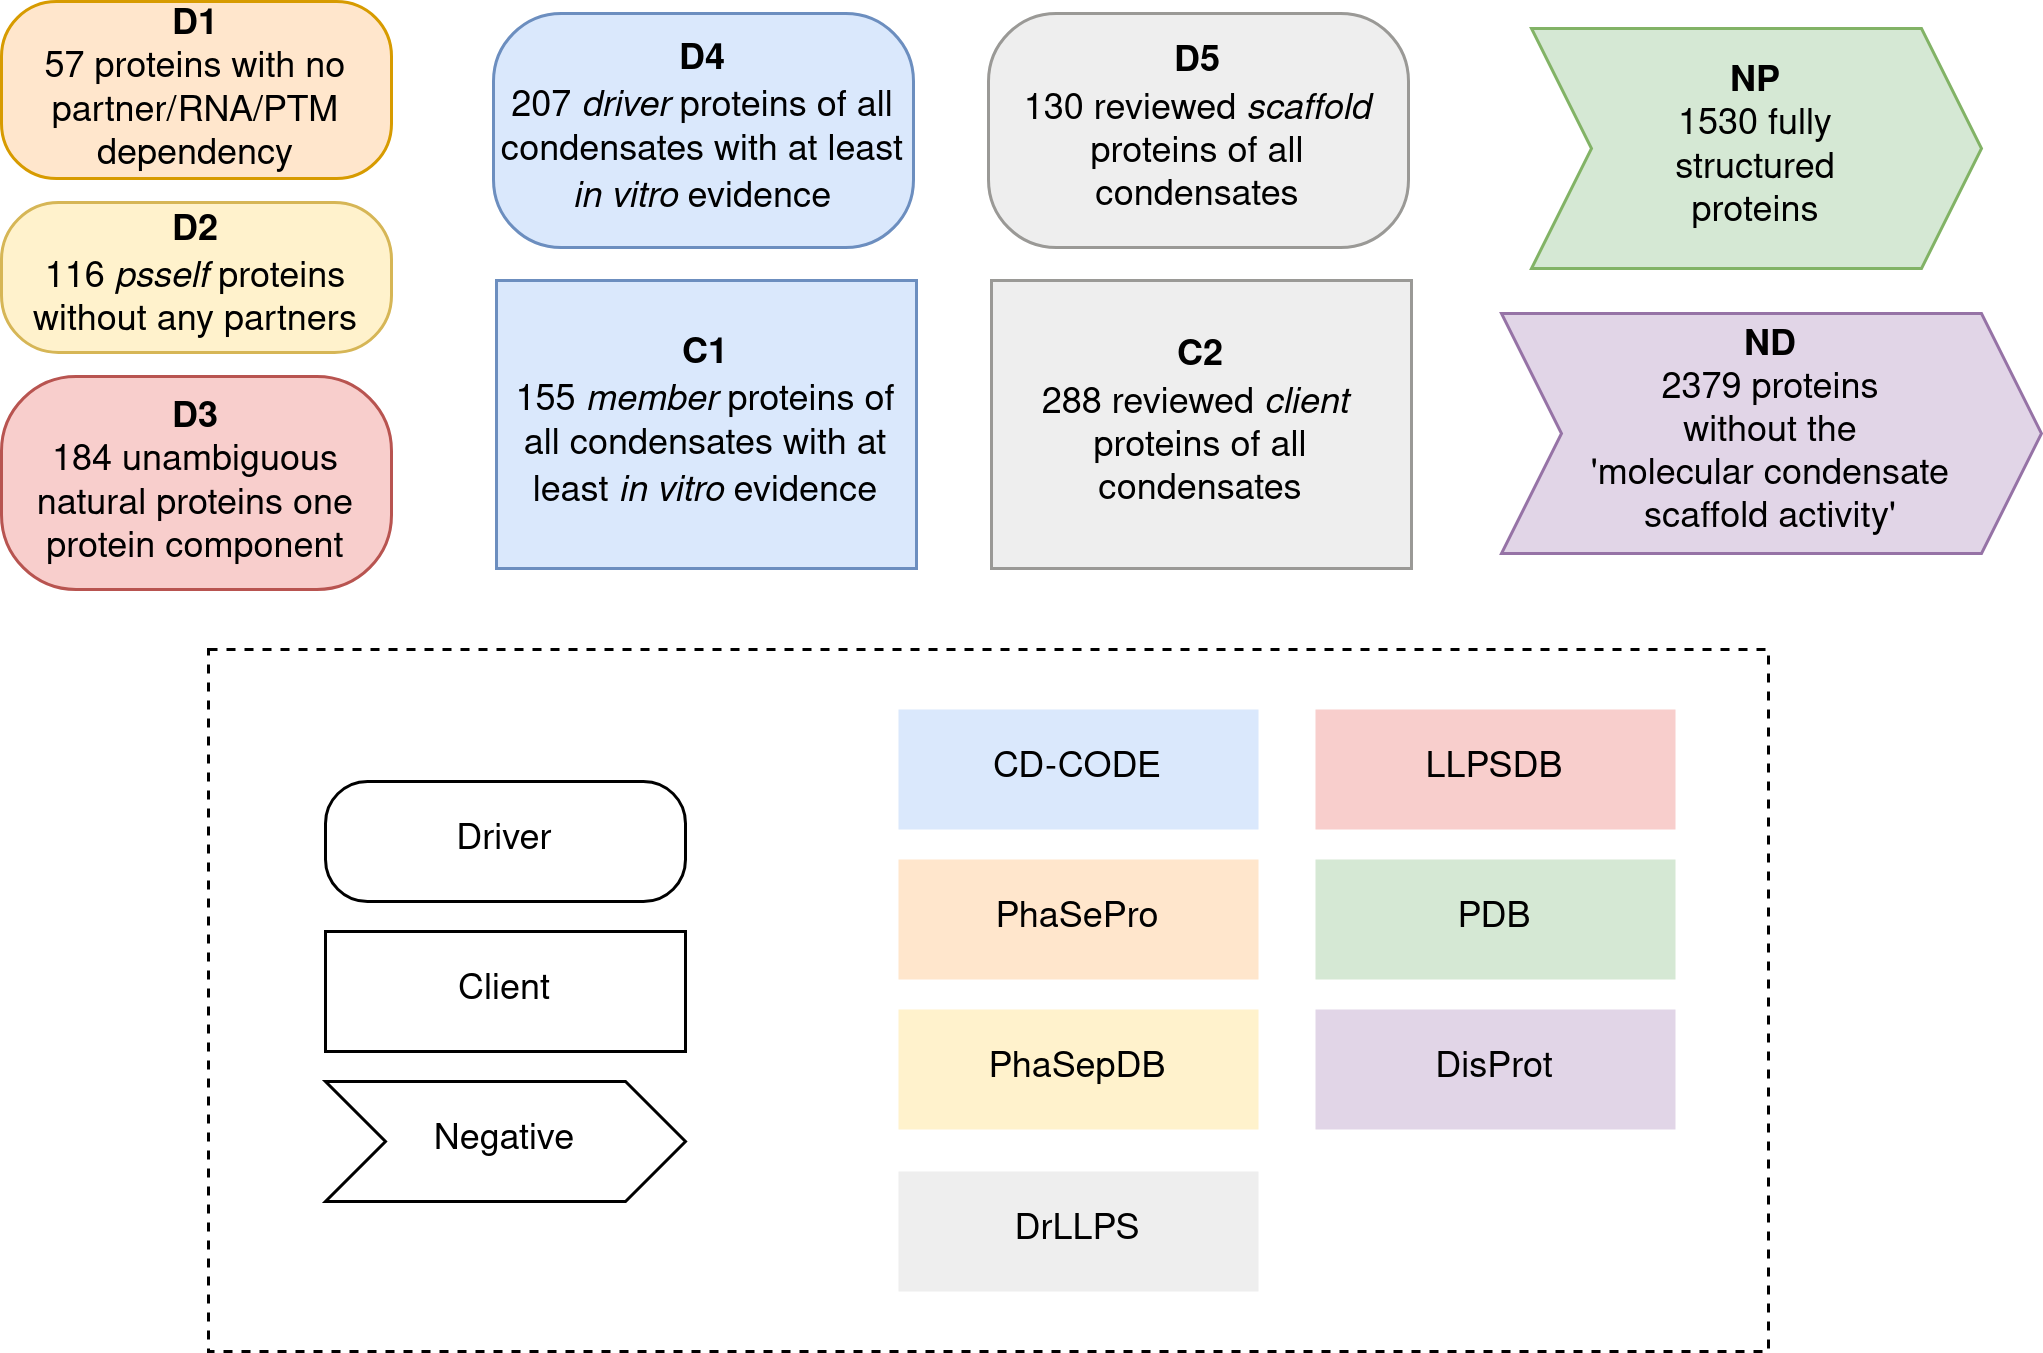 D1
57 proteins with no
partner/RNA/PTM
dependency
D2
116 psself proteins
without any partners
D3
184 unambiguous
natural proteins one
protein component
D4
207 driver proteins of all
condensates with at least
in vitro evidence
C1
155 member proteins of
all condensates with at
least in vitro evidence
D5
130 reviewed scaffold
proteins of all
condensates
C2
288 reviewed client
proteins of all
condensates
NP
1530 fully
structured
proteins
ND
2379 proteins
without the
'molecular condensate
scaffold activity'
Driver
Client
Negative
CD-CODE
PhaSePro
PhaSepDB
DrLLPS
LLPSDB
PDB
DisProt